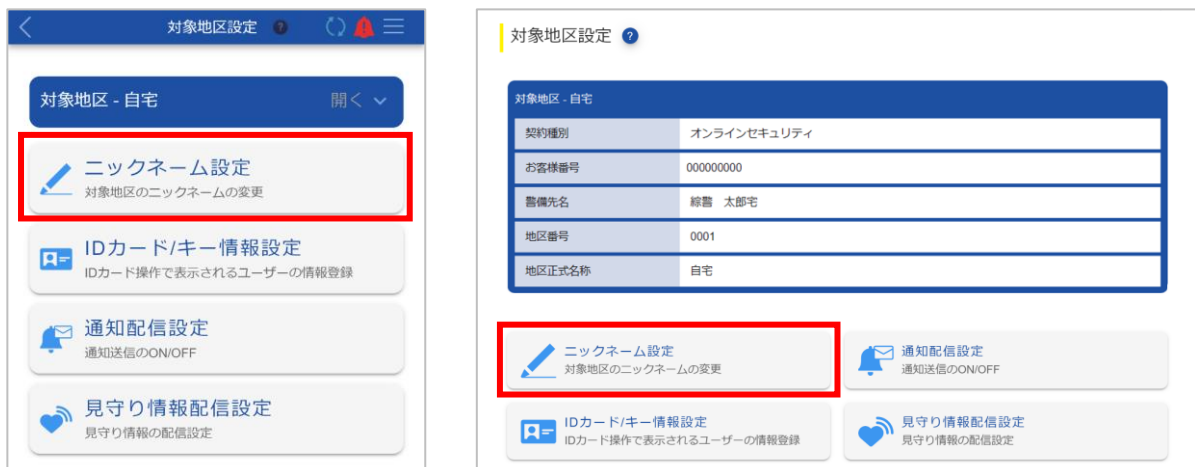 対象地区設定 ?
対象地区 - 自宅 開く
ニックネーム設定
対象地区のニックネームの変更
IDカード/キー情報設定
IDカード操作で表示されるユーザーの情報登録
通知配信設定
通知送信のON/OFF
見守り情報配信設定
見守り情報の配信設定
対象地区設定 ?
対象地区 - 自宅
契約種別 オンラインセキュリティ
お客様番号 000000000
警備先名 綜警 太郎宅
地区番号 0001
地区正式名称 自宅
ニックネーム設定
対象地区のニックネームの変更
通知配信設定
通知送信のON/OFF
IDカード/キー情報設定
IDカード操作で表示されるユーザーの情報登録
見守り情報配信設定
見守り情報の配信設定